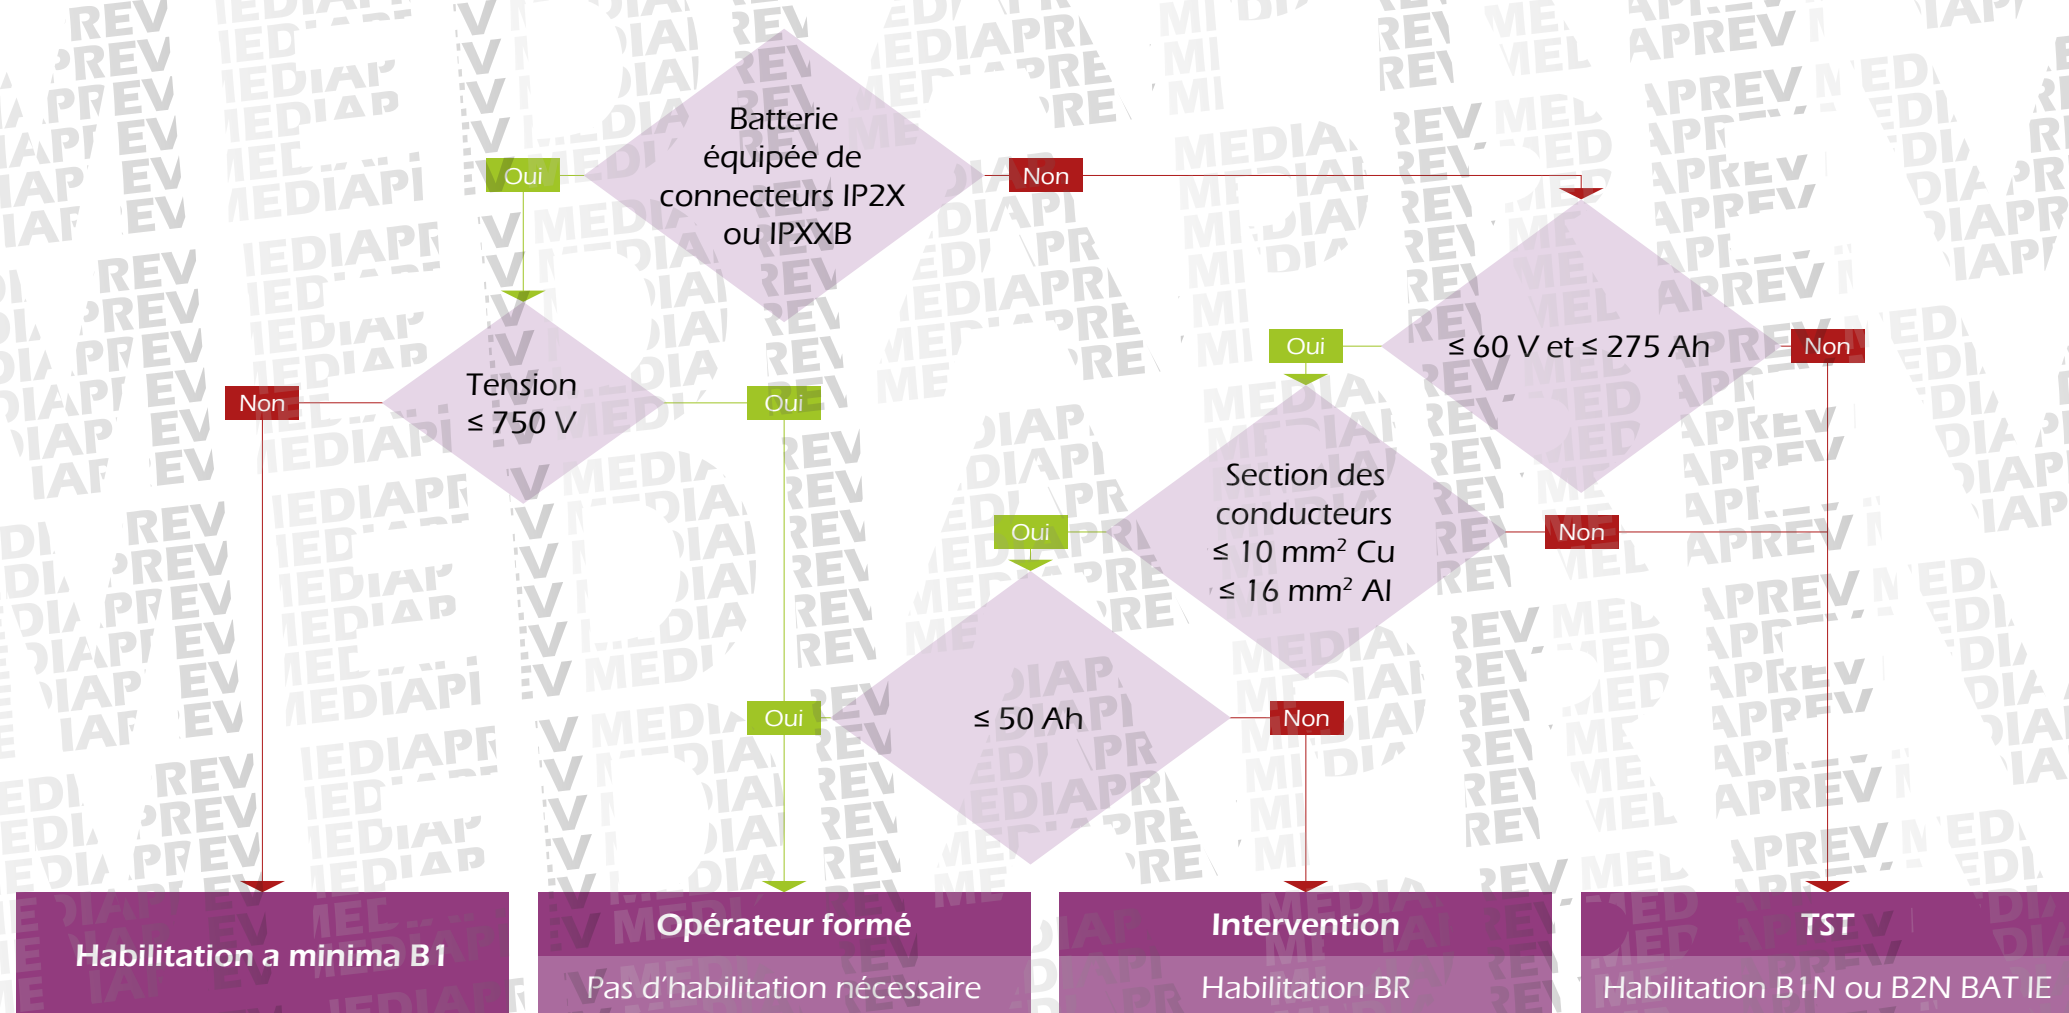 Batterie
équipée de
connecteurs IP2X
ou IPXXB
Oui
Non
Tension
≤ 750 V
Non
Oui
≤ 60 V et ≤ 275 Ah
Oui
Non
Section des
conducteurs
≤ 10 mm² Cu
≤ 16 mm² Al
Oui
Non
≤ 50 Ah
Oui
Non
Habilitation a minima B1
Opérateur formé
Pas d’habilitation nécessaire
Intervention
Habilitation BR
TST
Habilitation B1N ou B2N BAT IE